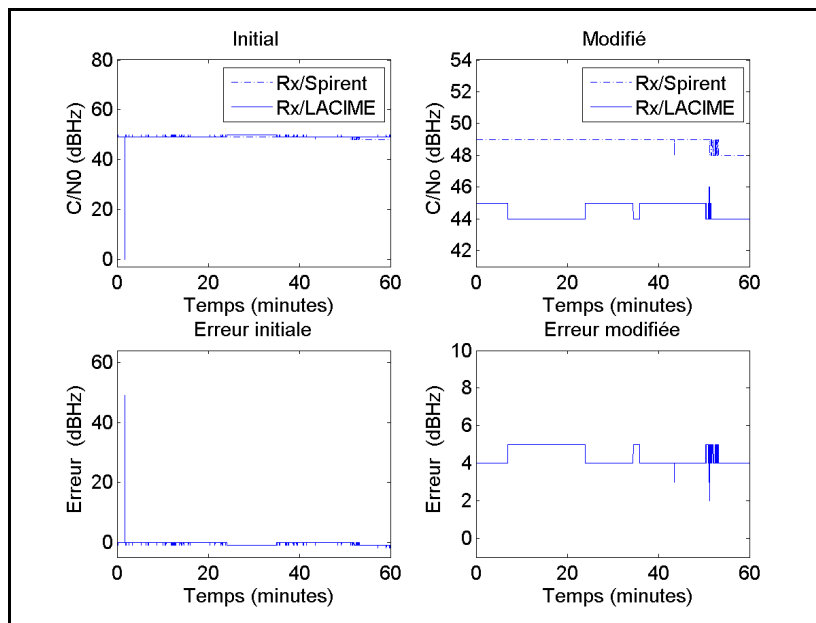 Initial
80
60
40
20
0
C/N0 (dBHz)
Rx/Spirent
Rx/LACIME
0 20 40 60
Temps (minutes)
Modifié
54
52
50
48
46
44
42
C/No (dBHz)
Rx/Spirent
Rx/LACIME
0 20 40 60
Temps (minutes)
Erreur initiale
60
40
20
0
Erreur (dBHz)
0 20 40 60
Temps (minutes)
Erreur modifiée
10
8
6
4
2
0
Erreur (dBHz)
0 20 40 60
Temps (minutes)